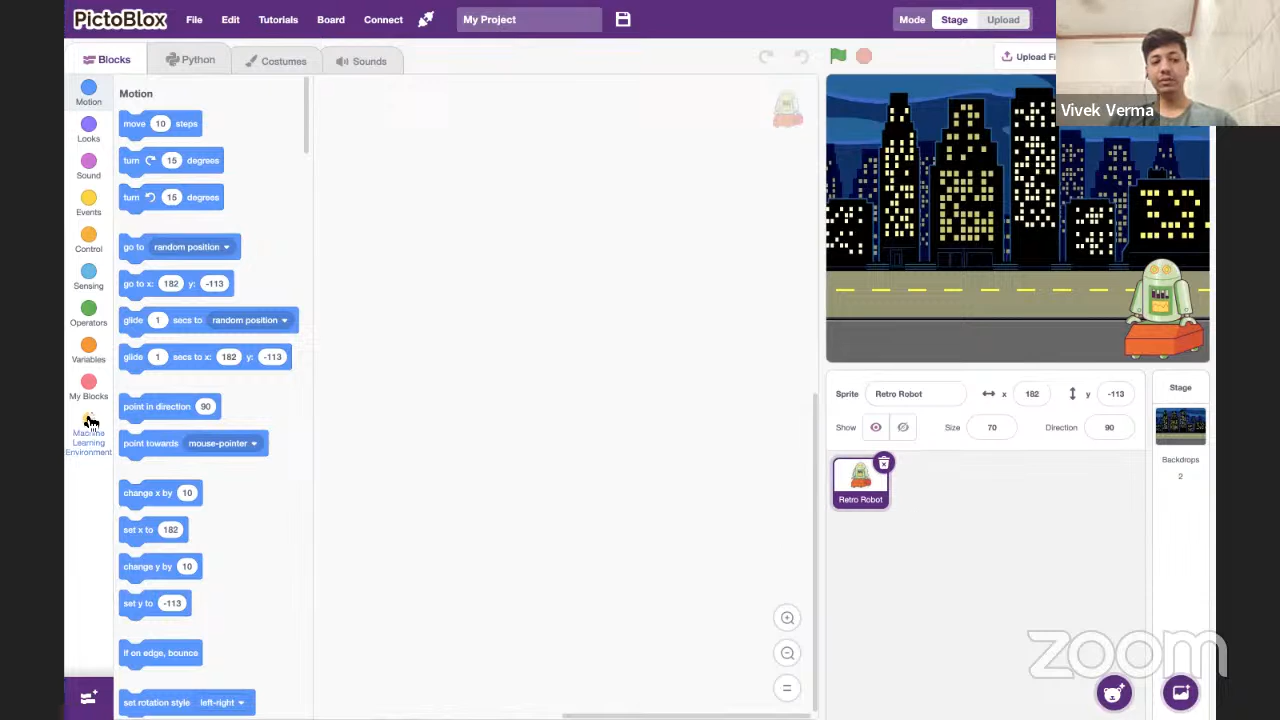 PictoBlox File Edit Tutorials Board Connect My Project Mode Stage Upload
Blocks Python Costumes Sounds Upload Fi
Vivek Verma
Motion
Looks
Sound
Events
Control
Sensing
Operators
Variables
My Blocks
Machine
Learning
Environment
Motion
move 10 steps
turn 15 degrees
turn 15 degrees
go to random position
go to x: 182 y: -113
glide 1 secs to random position
glide 1 secs to x: 182 y: -113
point in direction 90
point towards mouse-pointer
change x by 10
set x to 182
change y by 10
set y to -113
if on edge, bounce
set rotation style left-right
Sprite Retro Robot x 182 y -113
Show Size 70 Direction 90
Retro Robot
Stage
Backdrops
2
zoom